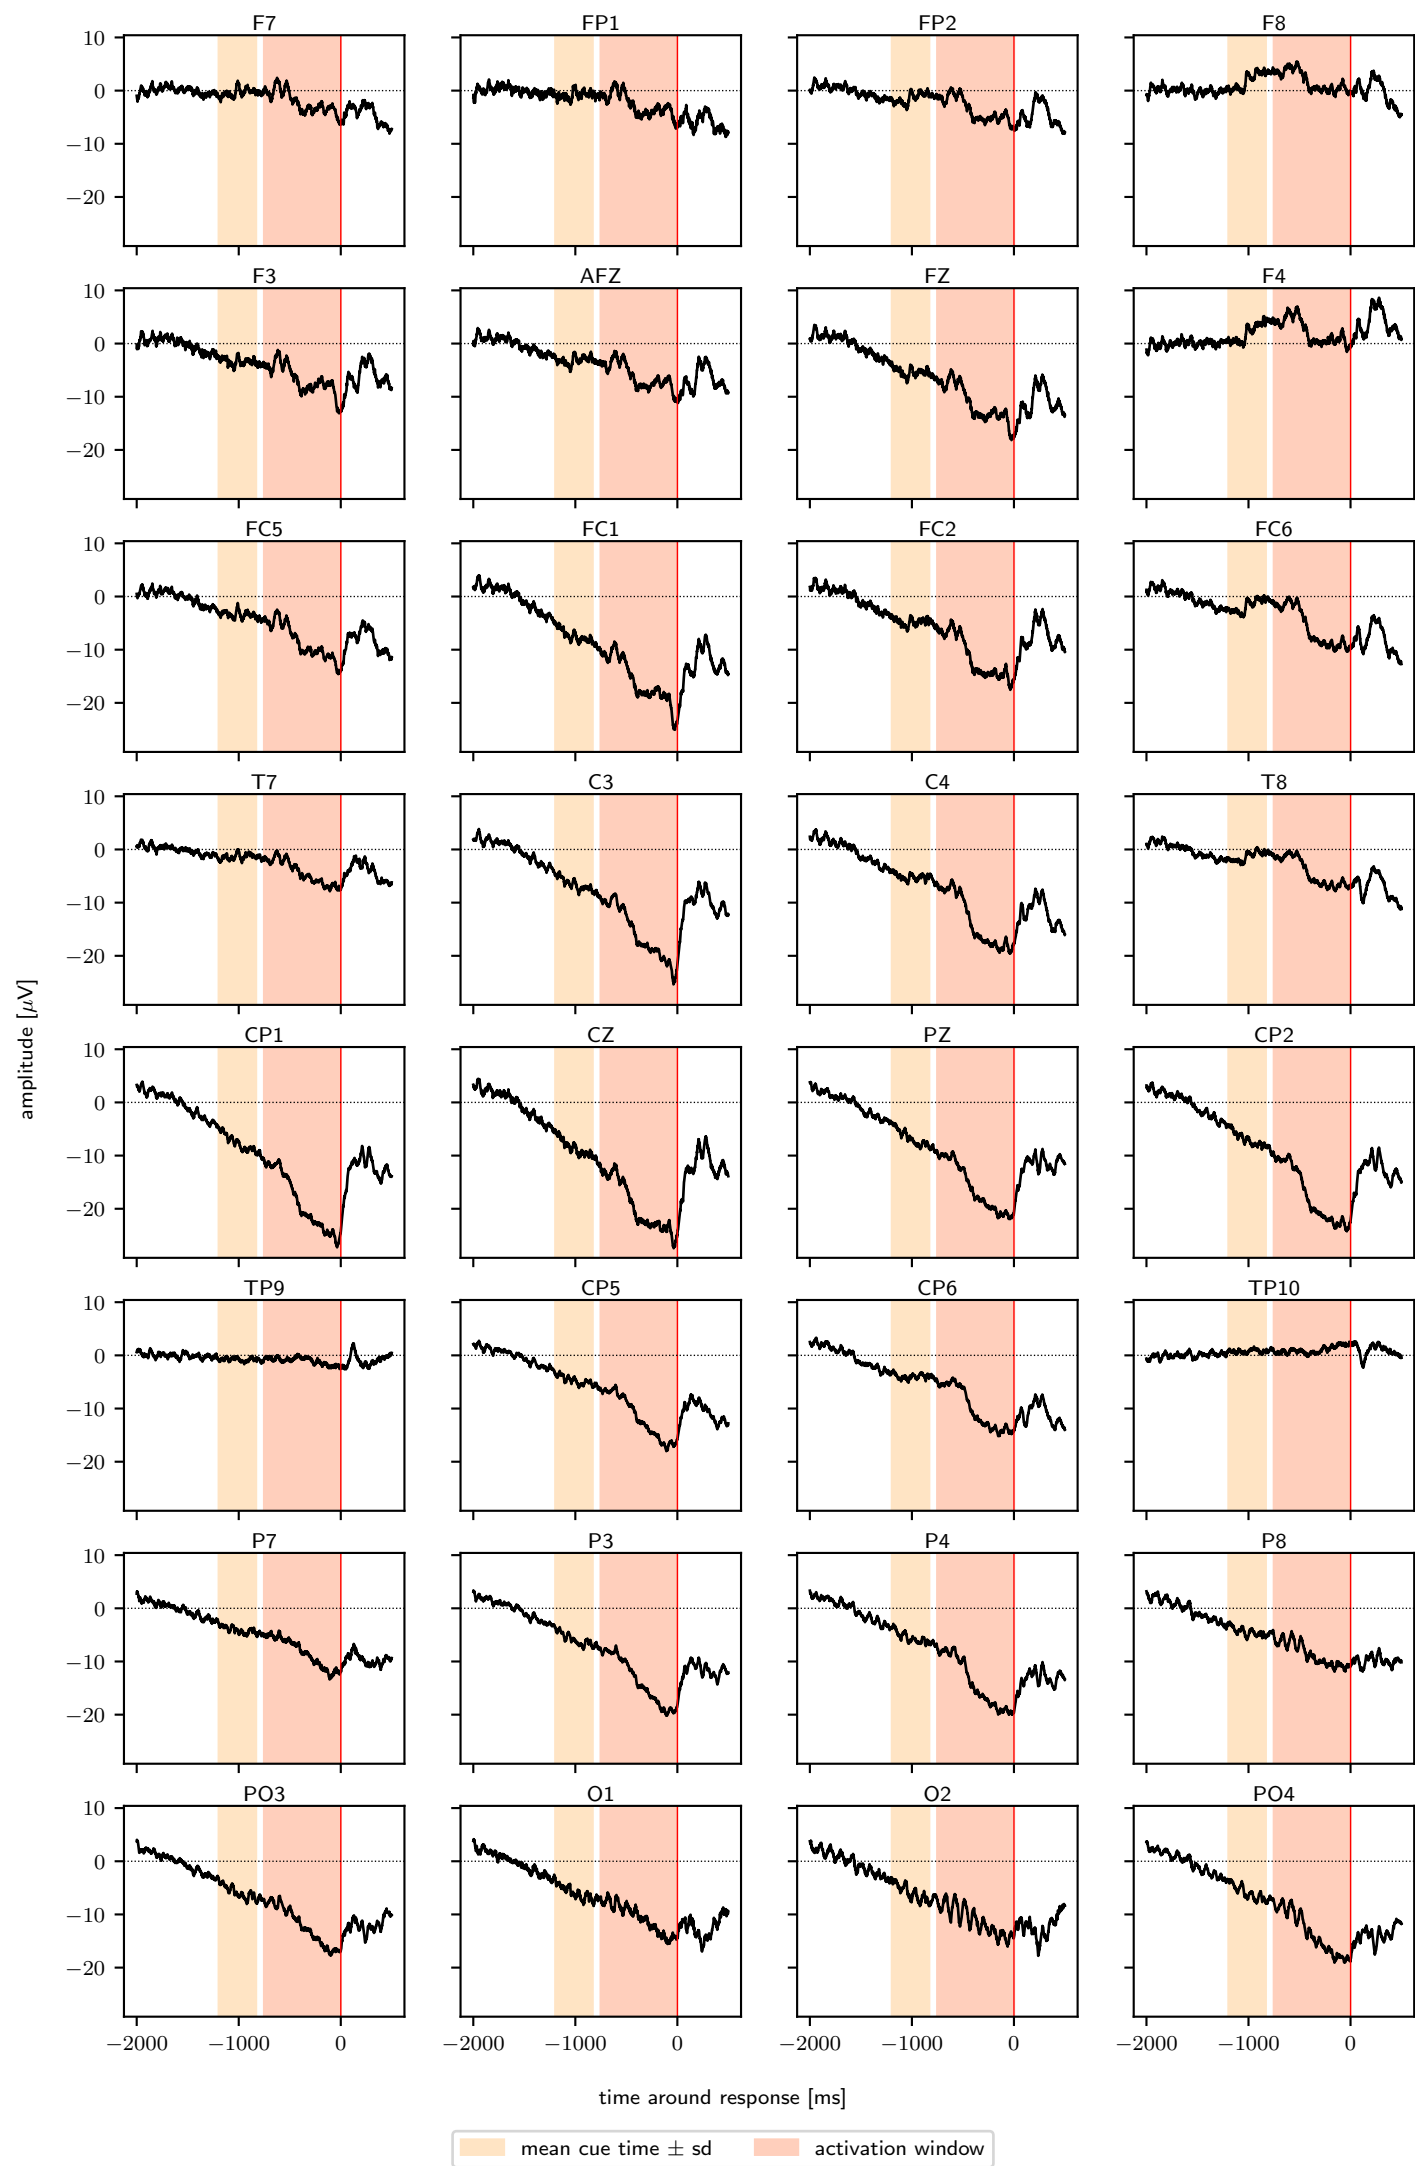 F7 FP1 FP2 F8
10
0
−10
−20
F3 AFZ FZ F4
10
0
−10
−20
FC5 FC1 FC2 FC6
10
0
−10
−20
T7 C3 C4 T8
10
0
−10
−20
amplitude [μV]
CP1 CZ PZ CP2
10
0
−10
−20
TP9 CP5 CP6 TP10
10
0
−10
−20
P7 P3 P4 P8
10
0
−10
−20
PO3 O1 O2 PO4
10
0
−10
−20
−2000 −1000 0 −2000 −1000 0 −2000 −1000 0 −2000 −1000 0
time around response [ms]
mean cue time ± sd activation window